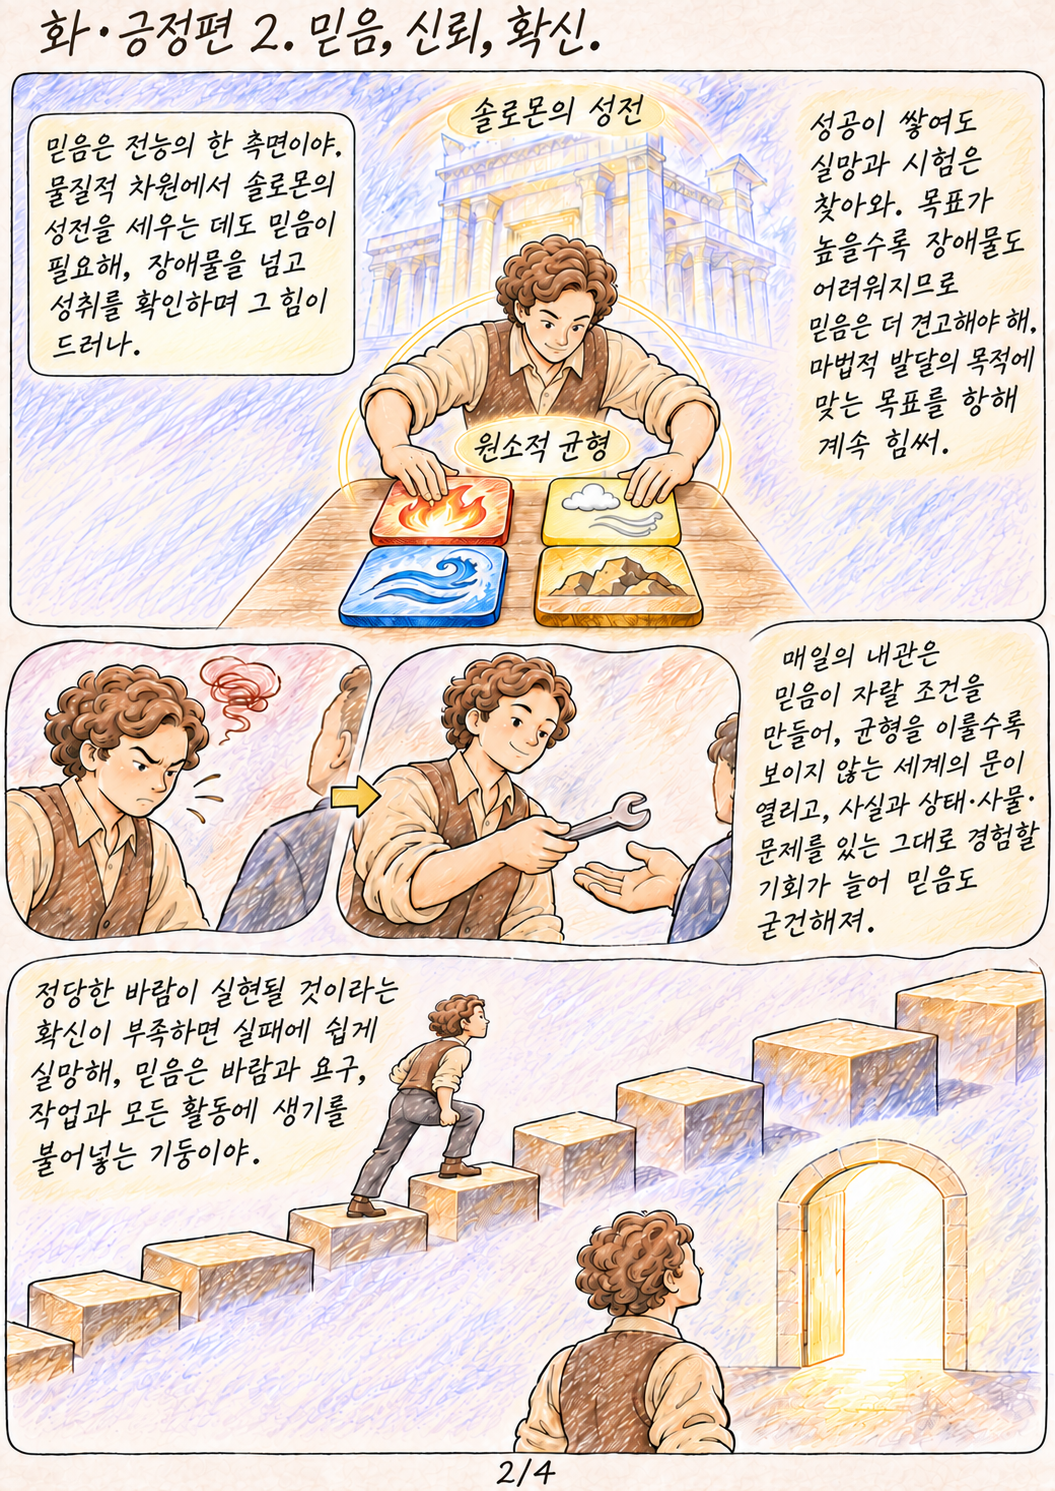 화·긍정편 2. 믿음, 신뢰, 확신.
믿음은 전능의 한 측면이야.
물질적 차원에서 솔로몬의
성전을 세우는 데도 믿음이
필요해, 장애물을 넘고
성취를 확인하며 그 힘이
드러나.
솔로몬의 성전
원소적 균형
성공이 쌓여도
실망과 시험은
찾아와. 목표가
높을수록 장애물도
어려워지므로
믿음은 더 견고해야 해,
마법적 발달의 목적에
맞는 목표를 향해
계속 힘써.
매일의 내관은
믿음이 자랄 조건을
만들어, 균형을 이룰수록
보이지 않는 세계의 문이
열리고, 사실과 상태·사물·
문제를 있는 그대로 경험할
기회가 늘어 믿음도
굳건해져.
정당한 바람이 실현될 것이라는
확신이 부족하면 실패에 쉽게
실망해, 믿음은 바람과 욕구,
작업과 모든 활동에 생기를
불어넣는 기둥이야.
2/4